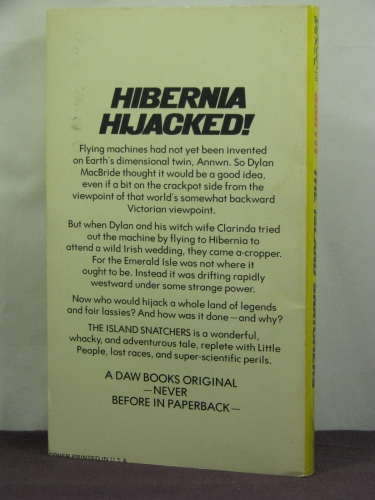 HIBERNIA
HIJACKED!
Flying machines had not yet been invented
on Earth's dimensional twin, Annwn. So Dylan
MacBride thought it would be a good idea,
even if a bit on the crackpot side from the
viewpoint of that world's somewhat backward
Victorian viewpoint.
But when Dylan and his witch wife Clarinda tried
out the machine by flying to Hibernia to
attend a wild Irish wedding, they came a-cropper.
For the Emerald Isle was not where it
ought to be. Instead it was drifting rapidly
westward under some strange power.
Now who would hijack a whole land of legends
and fair lassies? And how was it done—and why?
THE ISLAND SNATCHERS is a wonderful,
whacky, and adventurous tale, replete with Little
People, lost races, and super-scientific perils.
A DAW BOOKS ORIGINAL
—NEVER
BEFORE IN PAPERBACK—
COVER PRINTED IN U.S.A.
THE ISLAND SNATCHERS